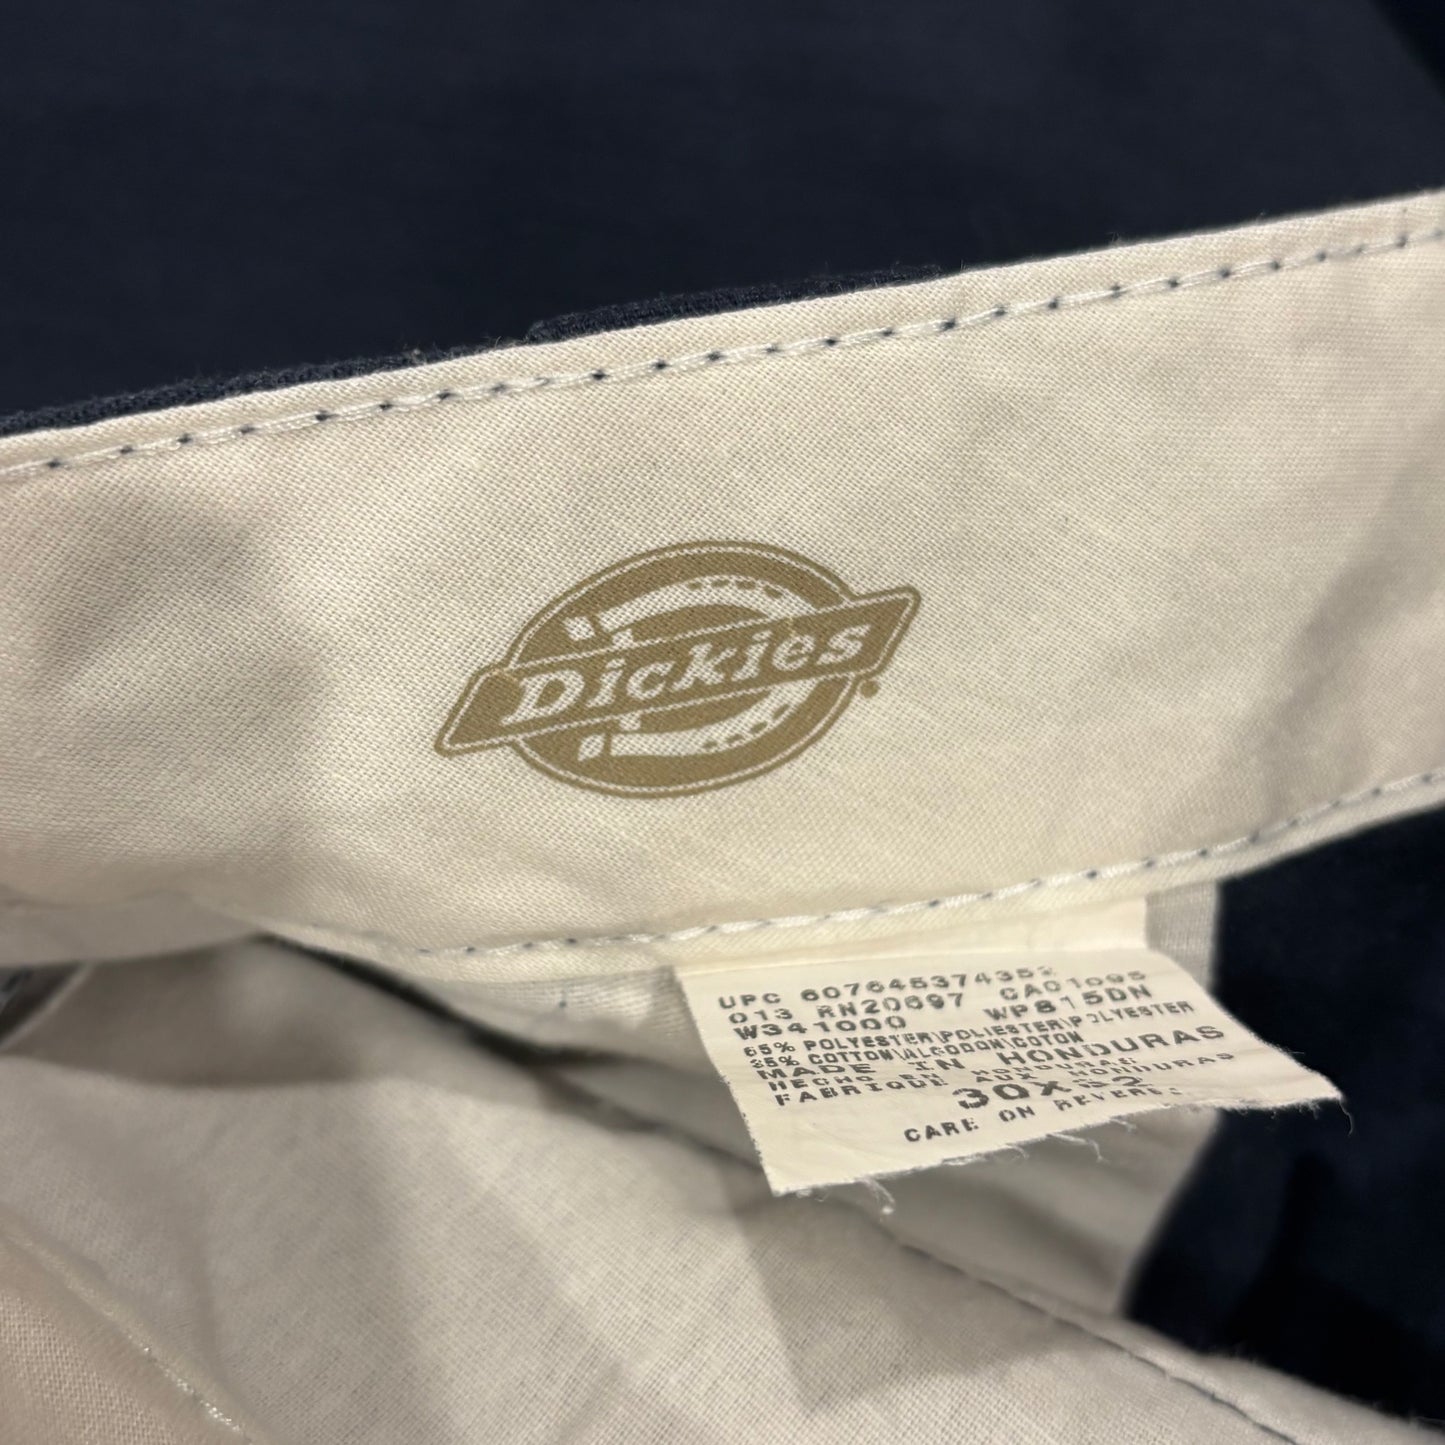 Dickies
UPC 607645374352
013 RN20697 CA01095
W341000 WP815DN
65% POLYESTER\POLIESTER\POLYESTER
35% COTTON\ALGODON\COTON
MADE IN HONDURAS
HECHO EN HONDURAS
FABRIQUE AUX HONDURAS
30X32
CARE ON REVERSE